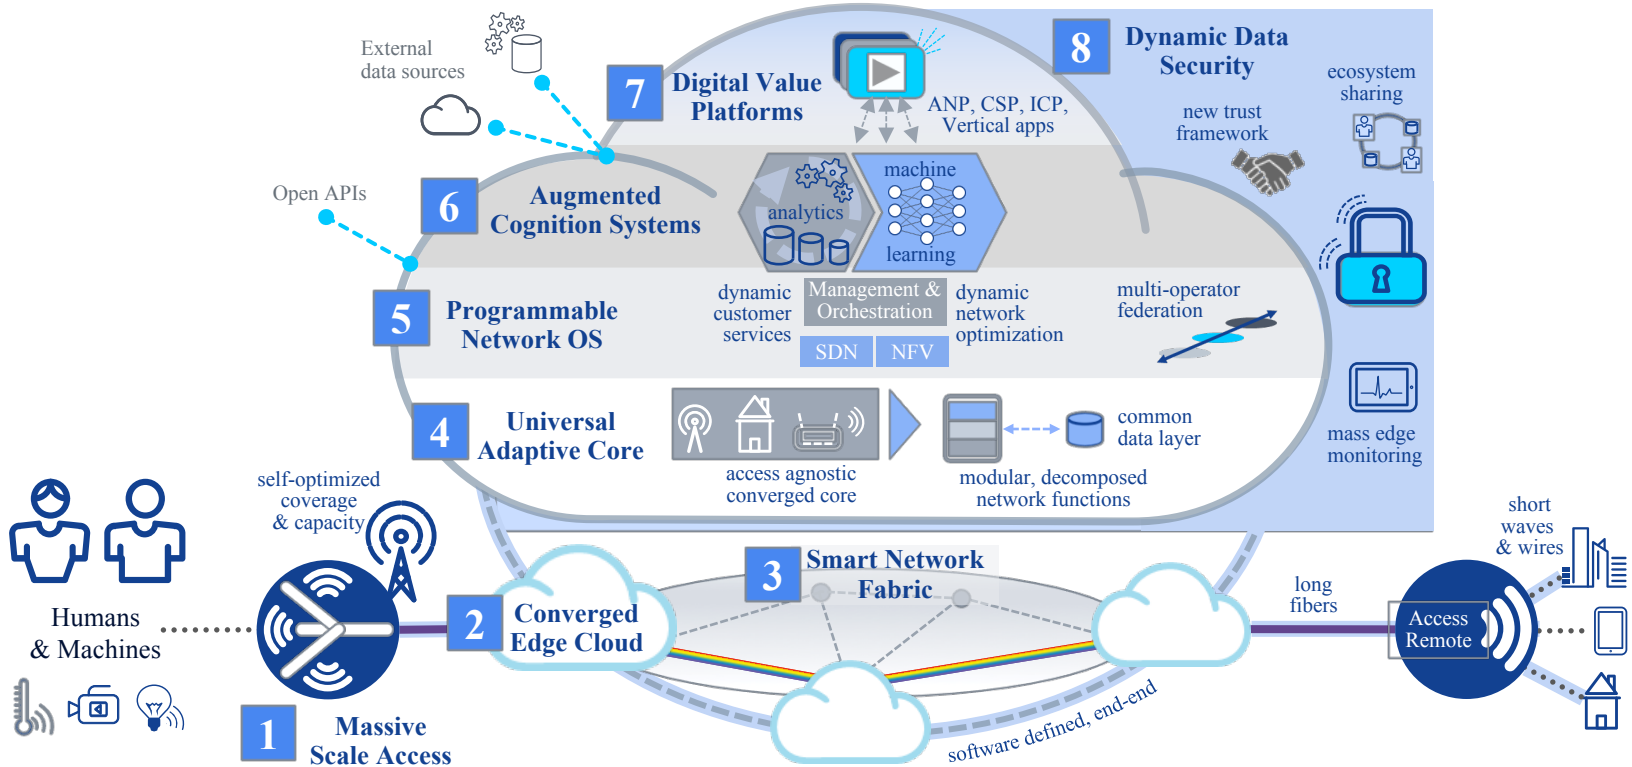 External
data sources
Open APIs
7
Digital Value
Platforms
ANP, CSP, ICP,
Vertical apps
8
Dynamic Data
Security
ecosystem
sharing
new trust
framework
6
Augmented
Cognition Systems
analytics
machine
learning
5
Programmable
Network OS
dynamic
customer
services
Management &
Orchestration
SDN
NFV
dynamic
network
optimization
multi-operator
federation
4
Universal
Adaptive Core
access agnostic
converged core
modular, decomposed
network functions
common
data layer
mass edge
monitoring
self-optimized
coverage
& capacity
Humans
& Machines
1
Massive
Scale Access
2
Converged
Edge Cloud
3
Smart Network
Fabric
software defined, end-end
long
fibers
Access
Remote
short
waves
& wires